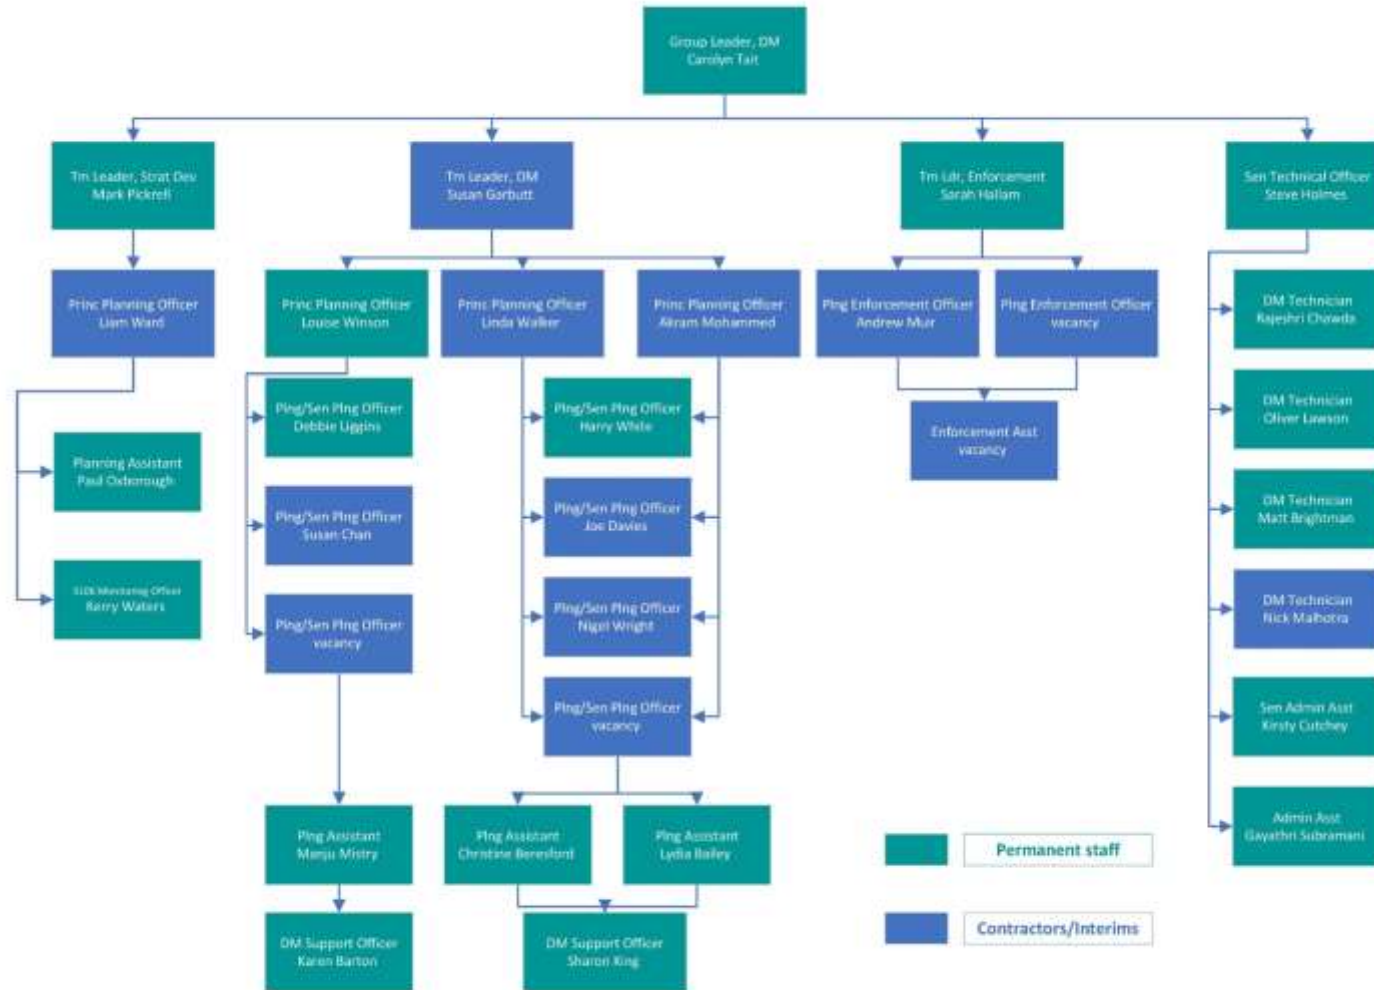 Group Leader, DM
Carolyn Tait
Tm Leader, Strat Dev
Mark Pickrell
Tm Leader, DM
Susan Garbutt
Tm Ldr, Enforcement
Sarah Hallam
Sen Technical Officer
Steve Holmes
Princ Planning Officer
Liam Ward
Princ Planning Officer
Louise Winson
Princ Planning Officer
Linda Walker
Princ Planning Officer
Akram Mohammed
Plng Enforcement Officer
Andrew Muir
Plng Enforcement Officer
vacancy
DM Technician
Rajeshri Chawda
Plng/Sen Plng Officer
Debbie Liggins
Plng/Sen Plng Officer
Harry White
Enforcement Asst
vacancy
DM Technician
Oliver Lawson
Planning Assistant
Paul Oxborough
Plng/Sen Plng Officer
Susan Chan
Plng/Sen Plng Officer
Joe Davies
DM Technician
Matt Brightman
S106 Monitoring Officer
Kerry Waters
Plng/Sen Plng Officer
vacancy
Plng/Sen Plng Officer
Nigel Wright
DM Technician
Nick Malhotra
Plng/Sen Plng Officer
vacancy
Sen Admin Asst
Kirsty Cutchey
Plng Assistant
Manju Mistry
Plng Assistant
Christine Beresford
Plng Assistant
Lydia Bailey
Admin Asst
Gayathri Subramani
Permanent staff
DM Support Officer
Karen Barton
DM Support Officer
Sharon King
Contractors/Interims